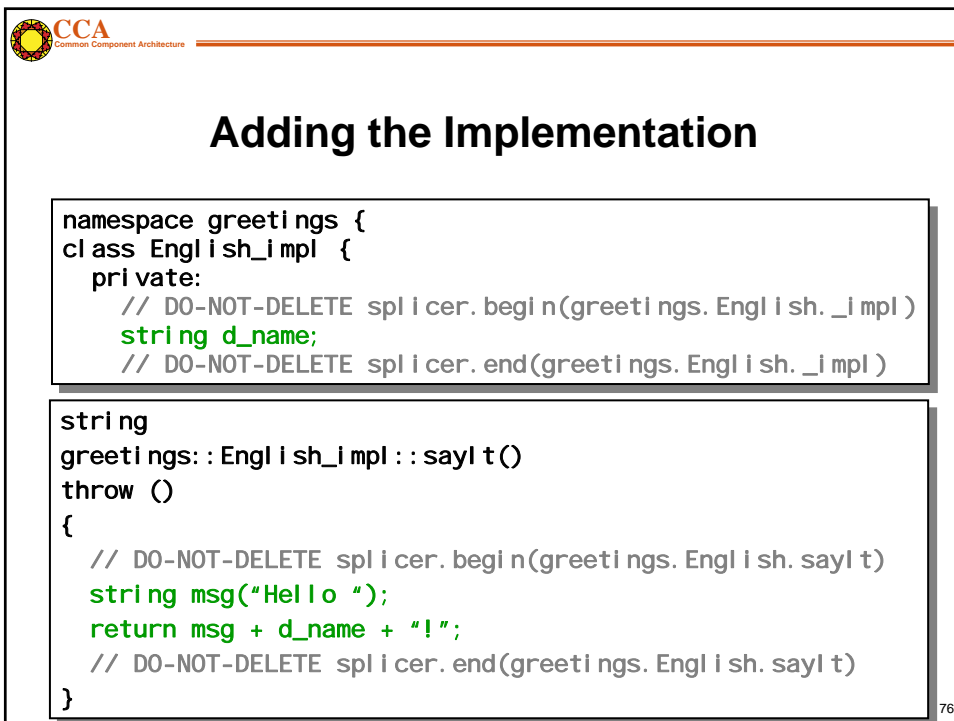 CCA
Common Component Architecture
Adding the Implementation
namespace greetings {
class English_impl {
private:
// DO-NOT-DELETE splicer.begin(greetings.English._impl)
string d_name;
// DO-NOT-DELETE splicer.end(greetings.English._impl)
string
greetings::English_impl::sayIt()
throw ()
{
// DO-NOT-DELETE splicer.begin(greetings.English.sayIt)
string msg(“Hello “);
return msg + d_name + “!”;
// DO-NOT-DELETE splicer.end(greetings.English.sayIt)
}
76